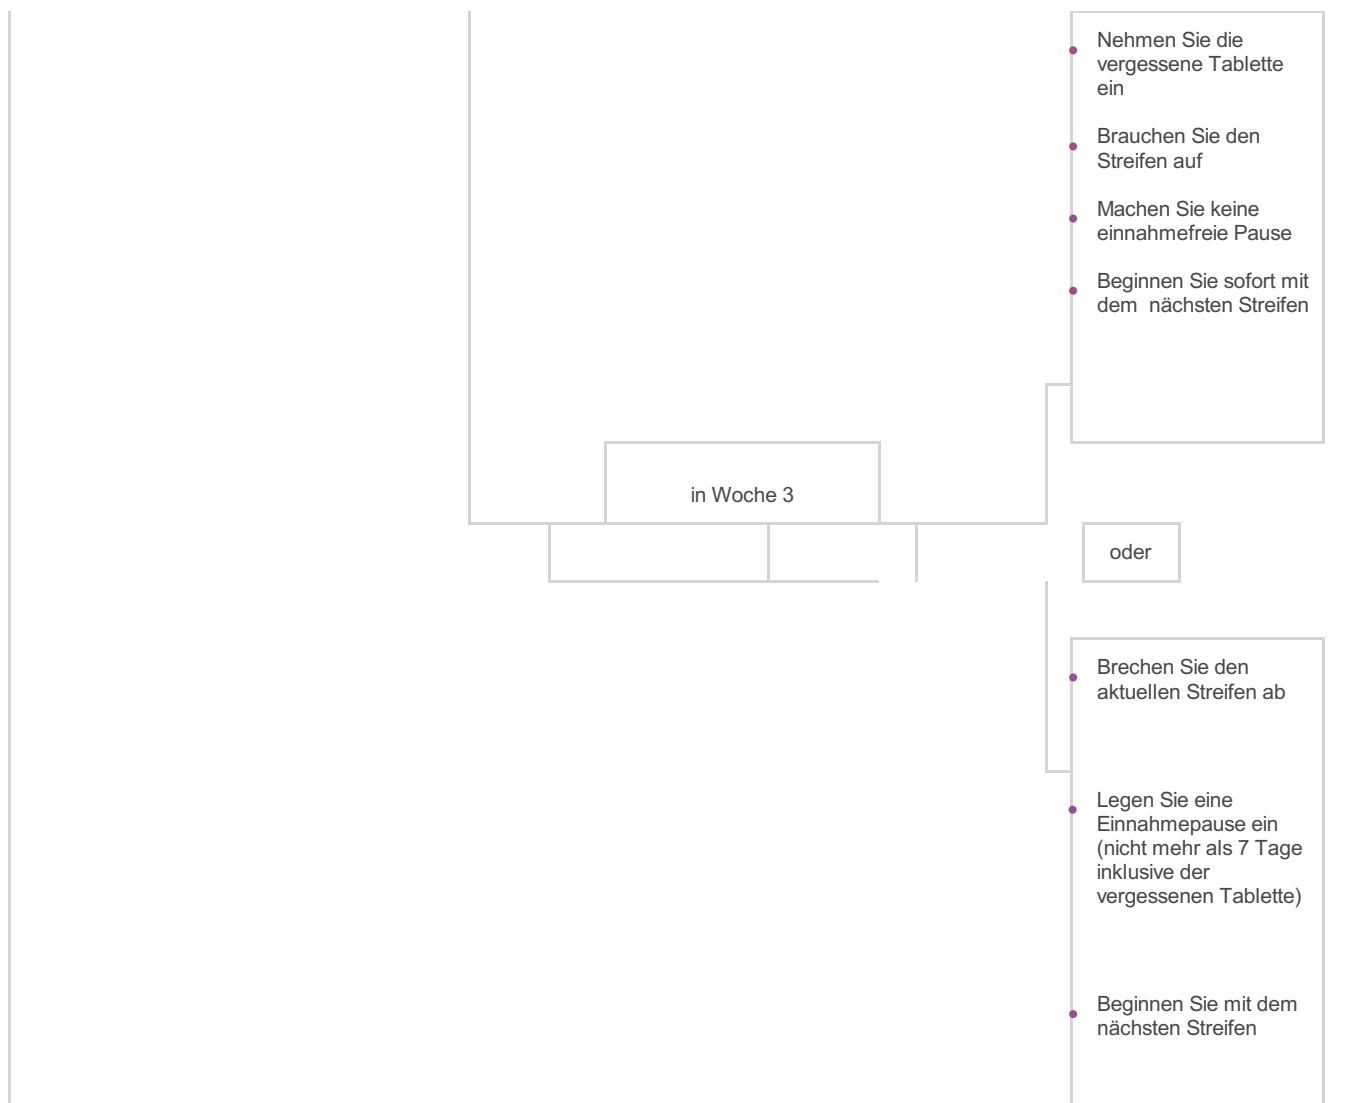 Nehmen Sie die
vergessene Tablette
ein
Brauchen Sie den
Streifen auf
Machen Sie keine
einnahmefreie Pause
Beginnen Sie sofort mit
dem nächsten Streifen
in Woche 3
oder
Brechen Sie den
aktuellen Streifen ab
Legen Sie eine
Einnahmepause ein
(nicht mehr als 7 Tage
inklusive der
vergessenen Tablette)
Beginnen Sie mit dem
nächsten Streifen